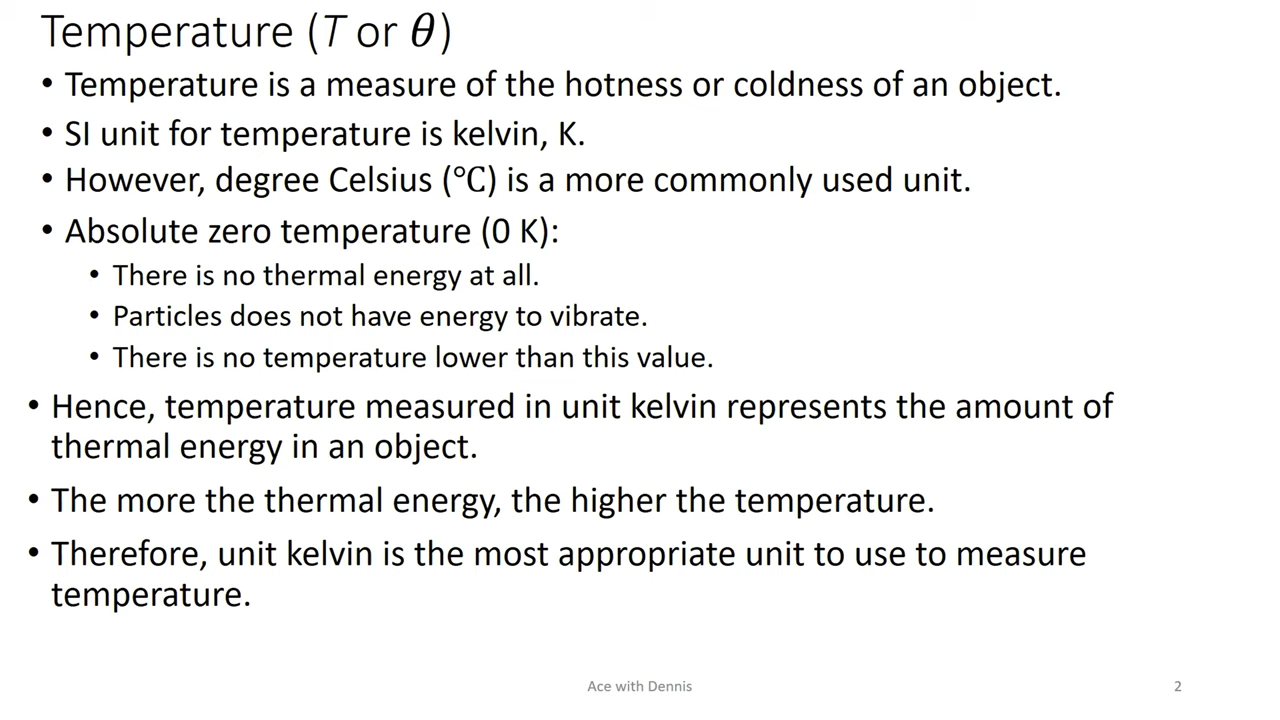 Temperature (T or θ)
• Temperature is a measure of the hotness or coldness of an object.
• SI unit for temperature is kelvin, K.
• However, degree Celsius (℃) is a more commonly used unit.
• Absolute zero temperature (0 K):
• There is no thermal energy at all.
• Particles does not have energy to vibrate.
• There is no temperature lower than this value.
• Hence, temperature measured in unit kelvin represents the amount of
thermal energy in an object.
• The more the thermal energy, the higher the temperature.
• Therefore, unit kelvin is the most appropriate unit to use to measure
temperature.
Ace with Dennis
2